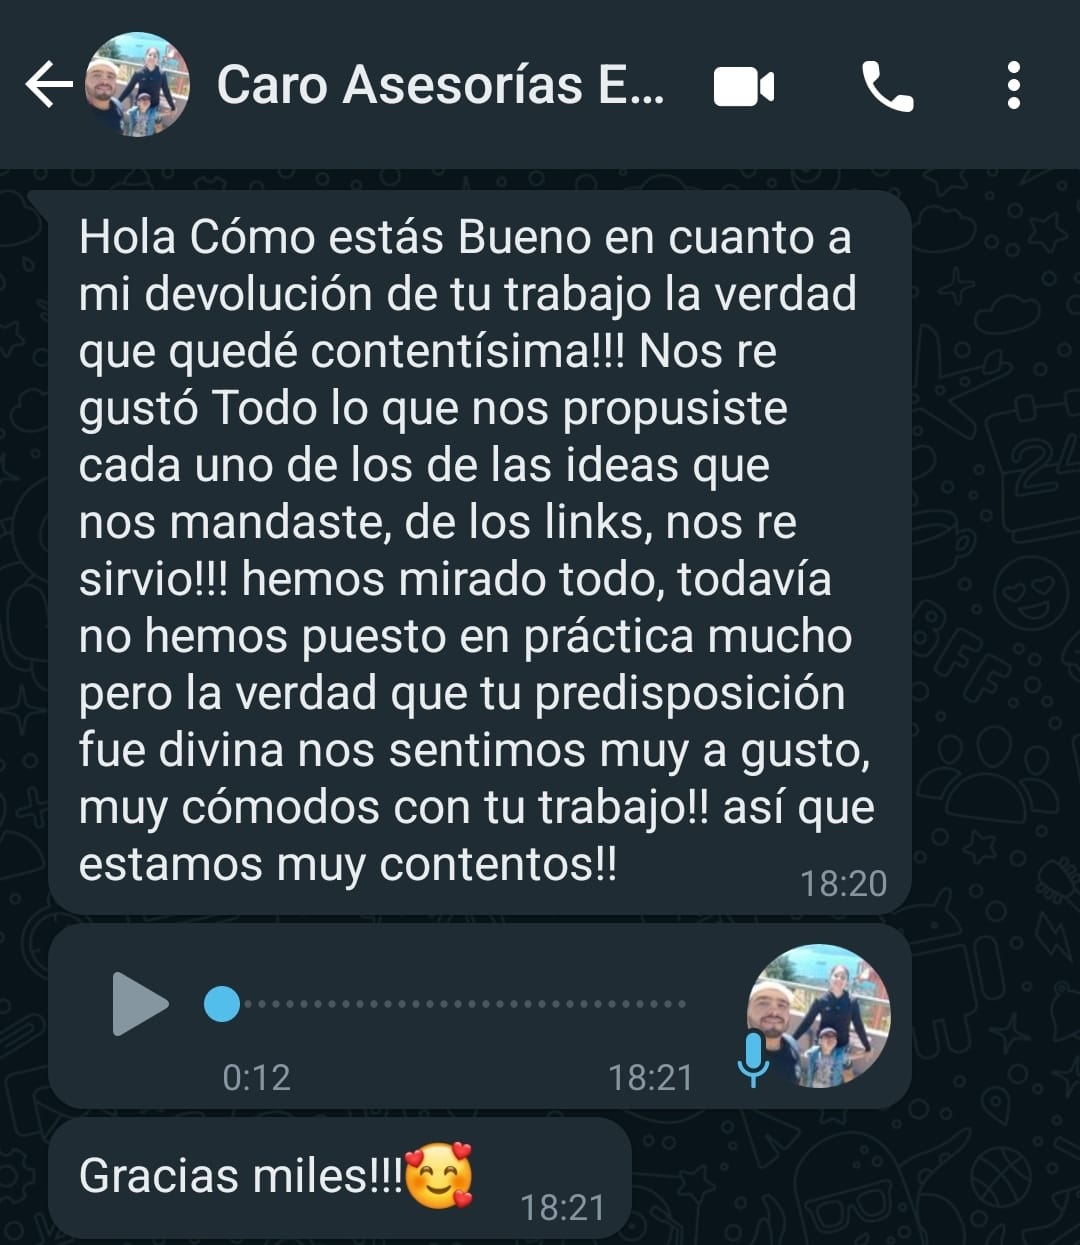 Caro Asesorías E...
Hola Cómo estás Bueno en cuanto a
mi devolución de tu trabajo la verdad
que quedé contentísima!!! Nos re
gustó Todo lo que nos propusiste
cada uno de los de las ideas que
nos mandaste, de los links, nos re
sirvio!!! hemos mirado todo, todavía
no hemos puesto en práctica mucho
pero la verdad que tu predisposición
fue divina nos sentimos muy a gusto,
muy cómodos con tu trabajo!! así que
estamos muy contentos!!
18:20
0:12 18:21
Gracias miles!!!🥰
18:21